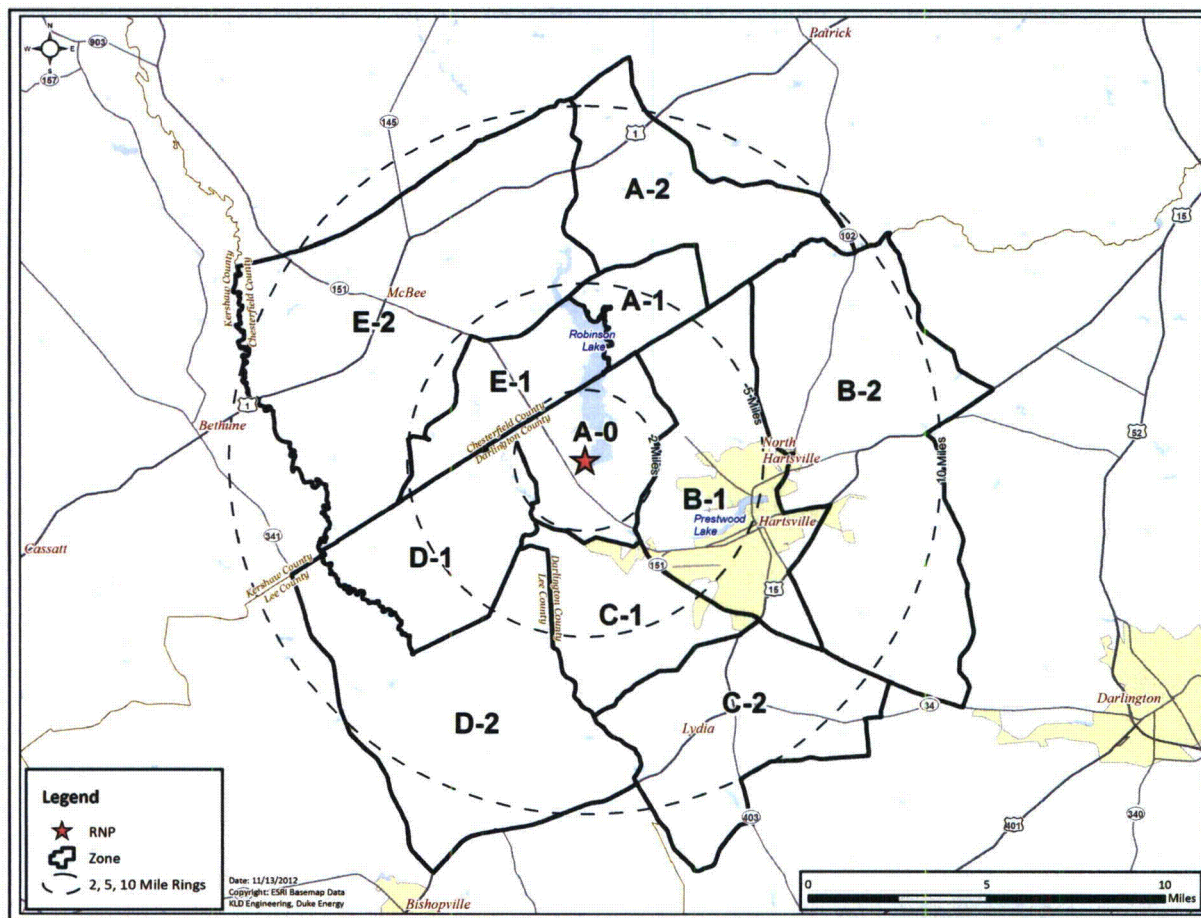 N
W E
S
903
157
145
Patrick
1
A-2
15
102
Kershaw County
Chesterfield County
151
McBee
E-2
A-1
Robinson
Lake
E-1
5 Miles
B-2
1
Bethune
Chesterfield County
Darlington County
A-0
2 Miles
52
North
Hartsville
10 Miles
B-1
Prestwood
Lake
Hartsville
Cassatt
341
D-1
151
Kershaw County
Lee County
Darlington County
Lee County
15
C-1
C-2
34
Darlington
D-2
Lydia
403
401
340
Legend
RNP
Zone
2, 5, 10 Mile Rings
Date: 11/13/2012
Copyright: ESRI Basemap Data
KLD Engineering, Duke Energy
Bishopville
0 5 10
Miles